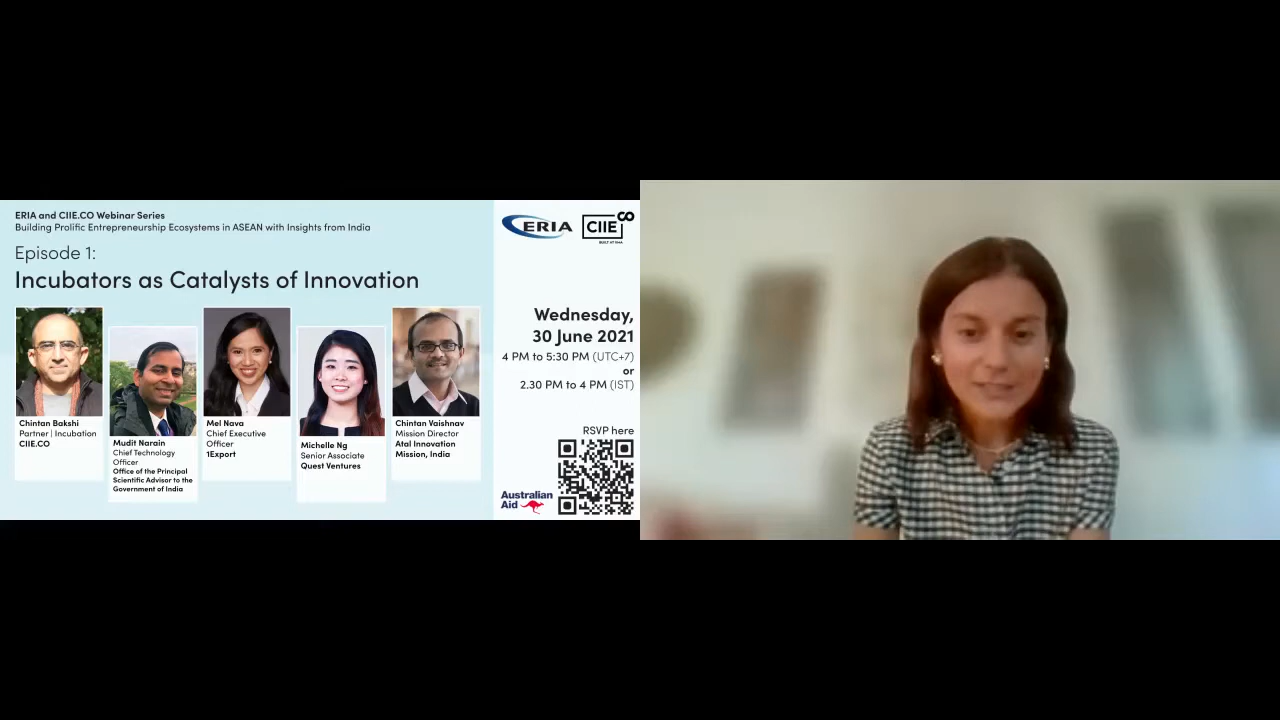 ERIA and CIIE.CO Webinar Series
Building Prolific Entrepreneurship Ecosystems in ASEAN with Insights from India
Episode 1:
Incubators as Catalysts of Innovation
Chintan Bakshi
Partner | Incubation
CIIE.CO
Mudit Narain
Chief Technology
Officer
Office of the Principal
Scientific Advisor to the
Government of India
Mel Nava
Chief Executive
Officer
1Export
Michelle Ng
Senior Associate
Quest Ventures
Chintan Vaishnav
Mission Director
Atal Innovation
Mission, India
ERIA
CIIE
BUILT AT IIMA
Wednesday,
30 June 2021
4 PM to 5:30 PM (UTC+7)
or
2.30 PM to 4 PM (IST)
RSVP here
Australian
Aid